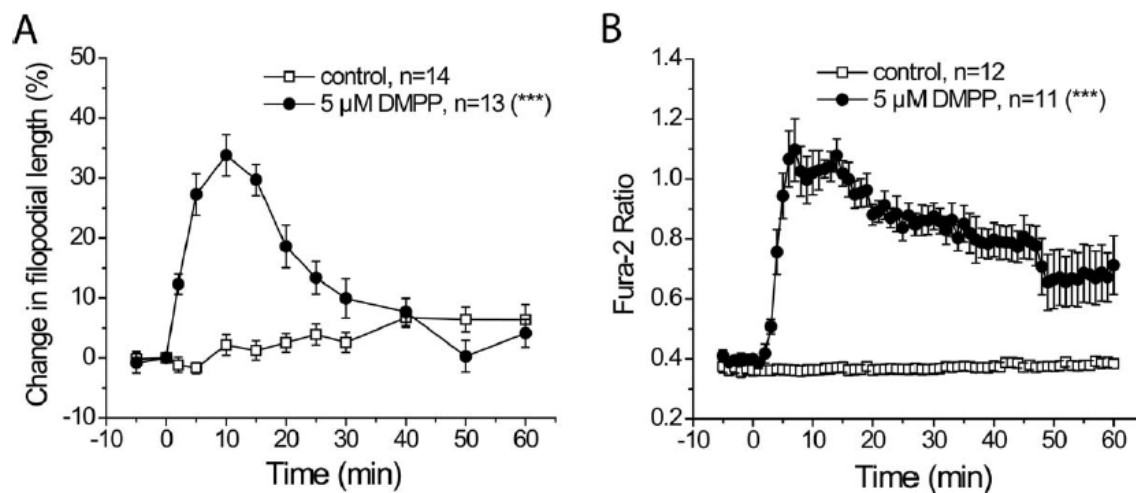 A
50
40
30
20
10
0
-10
Change in filopodial length (%)
control, n=14
5 µM DMPP, n=13 (***)
-10 0 10 20 30 40 50 60
Time (min)
B
1.4
1.2
1.0
0.8
0.6
0.4
0.2
Fura-2 Ratio
control, n=12
5 µM DMPP, n=11 (***)
-10 0 10 20 30 40 50 60
Time (min)